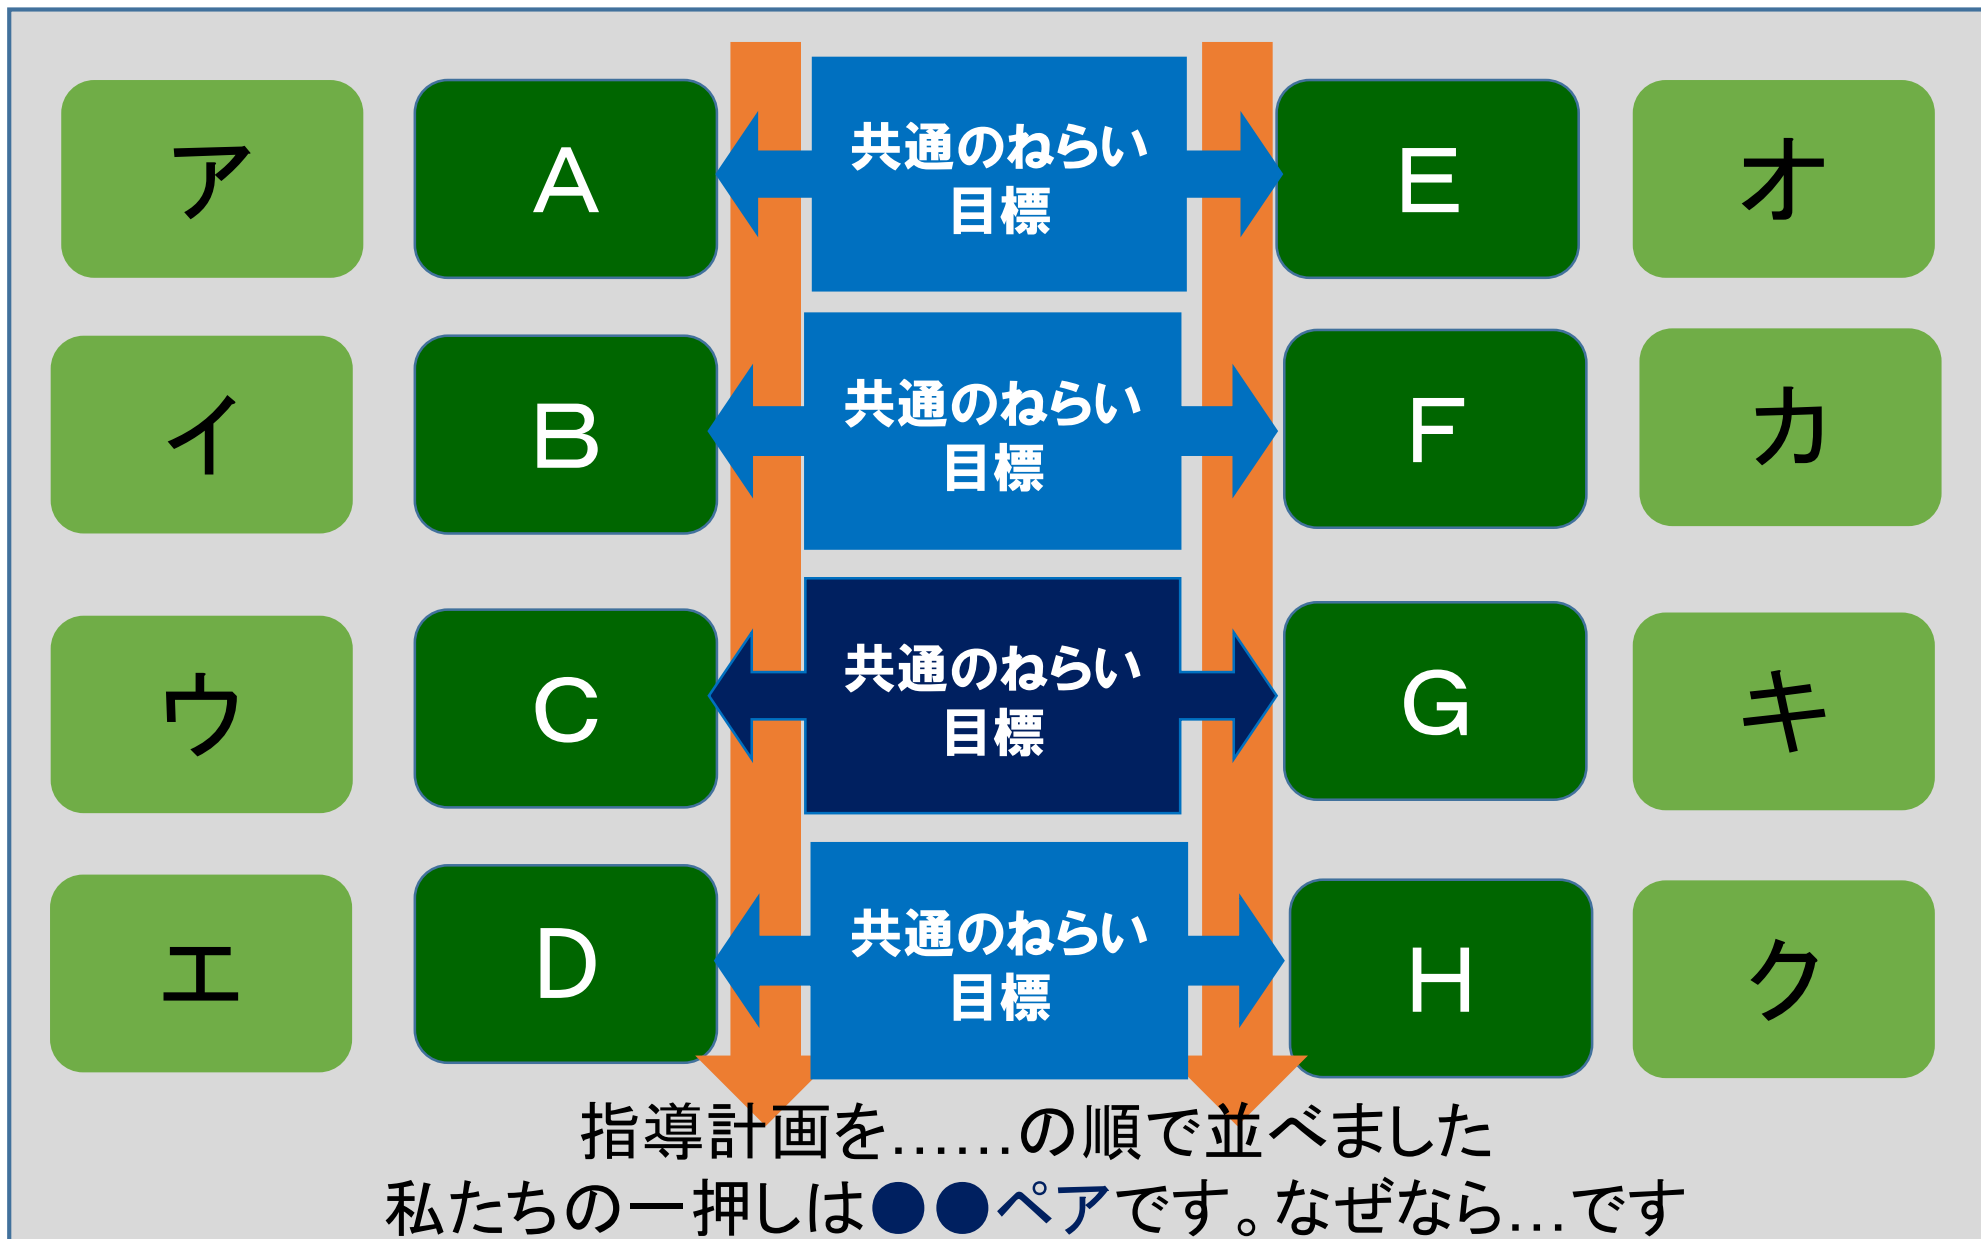 ア
A
共通のねらい
目標
E
オ
イ
B
共通のねらい
目標
F
カ
ウ
C
共通のねらい
目標
G
キ
エ
D
共通のねらい
目標
H
ク
指導計画を……の順で並べました
私たちの一押しは●●ペアです。なぜなら…です